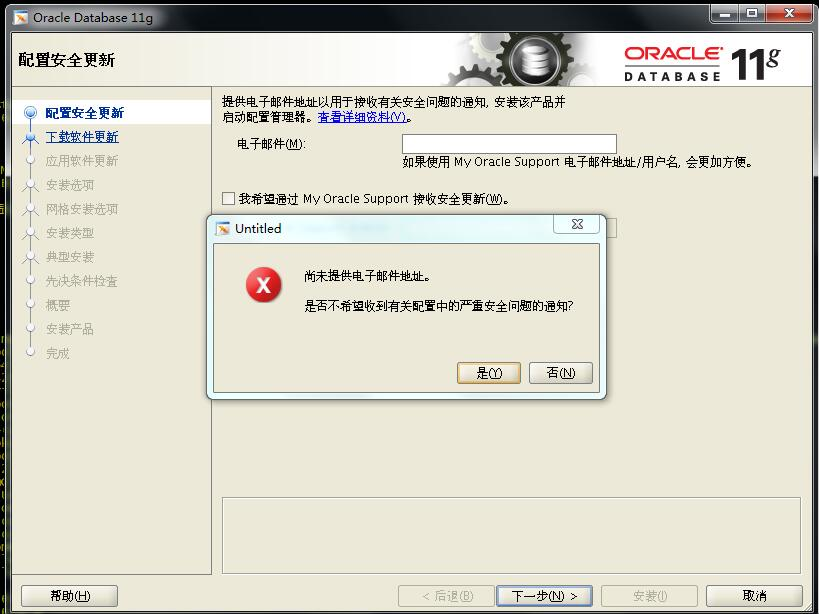 Oracle Database 11g
配置安全更新
ORACLE
DATABASE 11g
配置安全更新
下载软件更新
应用软件更新
安装选项
网格安装选项
安装类型
典型安装
先决条件检查
概要
安装产品
完成
提供电子邮件地址以用于接收有关安全问题的通知, 安装该产品并
启动配置管理器。查看详细资料(V)。
电子邮件(M):
如果使用 My Oracle Support 电子邮件地址/用户名, 会更加方便。
我希望通过 My Oracle Support 接收安全更新(W)。
Untitled
尚未提供电子邮件地址。
是否不希望收到有关配置中的严重安全问题的通知?
是(Y)
否(N)
帮助(H)
< 后退(B)
下一步(N) >
安装(I)
取消